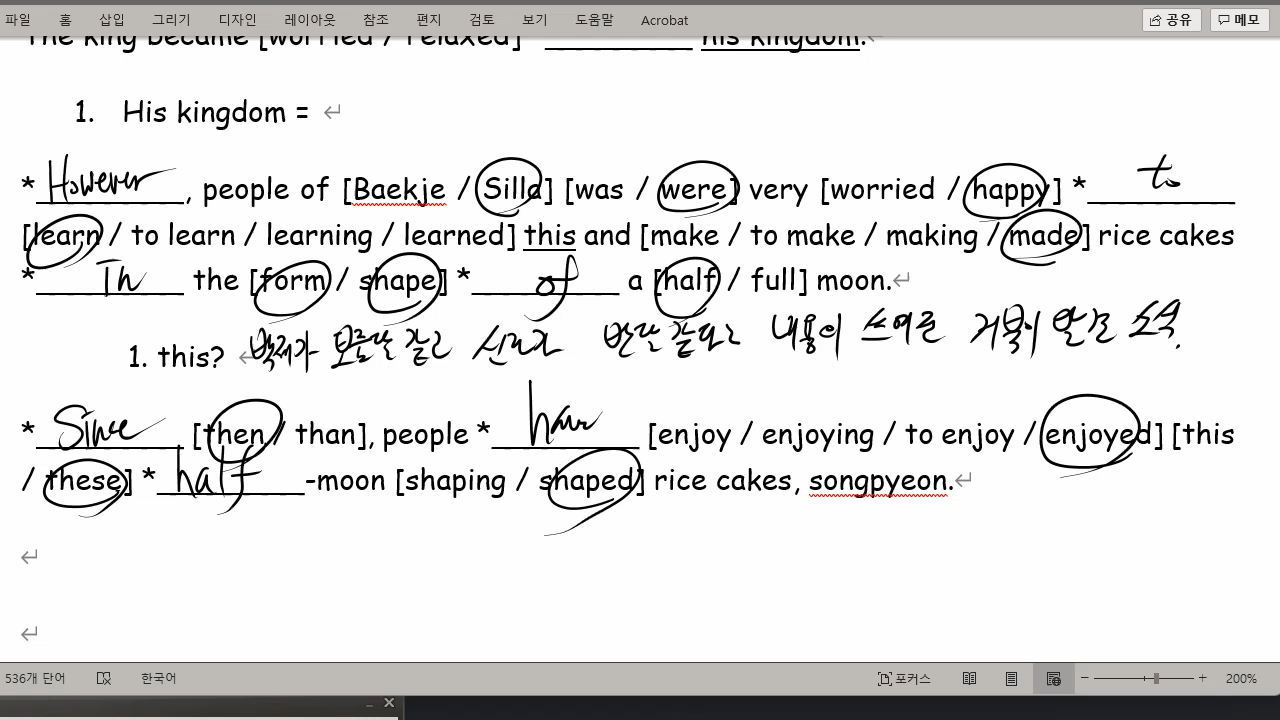 파일 홈 삽입 그리기 디자인 레이아웃 참조 편지 검토 보기 도움말 Acrobat 공유 메모
The king became [worried / relaxed] __________ his kingdom.
1. His kingdom =
* However, people of [Baekje / Silla] [was / were] very [worried / happy] * to
[learn / to learn / learning / learned] this and [make / to make / making / made] rice cakes
* In the [form / shape] * of a [half / full] moon.
1. this? 백제가 보름달 같고 신라가 반달 같다는 내용이 쓰여른 거북이 발견 소식.
* Since [then / than], people * have [enjoy / enjoying / to enjoy / enjoyed] [this
/ these] * half-moon [shaping / shaped] rice cakes, songpyeon.
536개 단어 한국어 포커스 200%